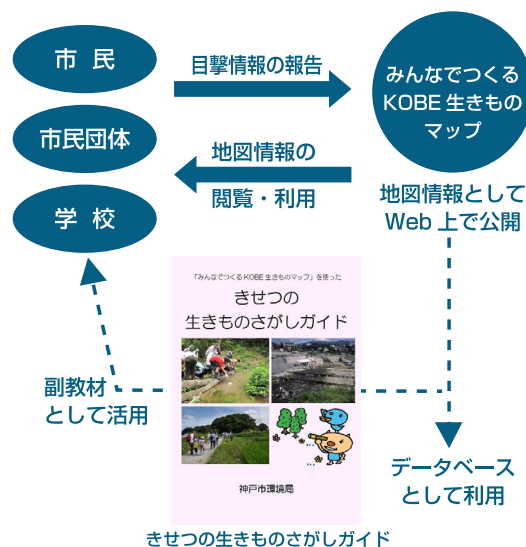 市民
目撃情報の報告
みんなでつくる
KOBE 生きもの
マップ
市民団体
地図情報の
閲覧・利用
学校
地図情報として
Web 上で公開
「みんなでつくる KOBE 生きものマップ」を使った
きせつの
生きものさがしガイド
副教材
として活用
神戸市環境局
データベース
として利用
きせつの生きものさがしガイド